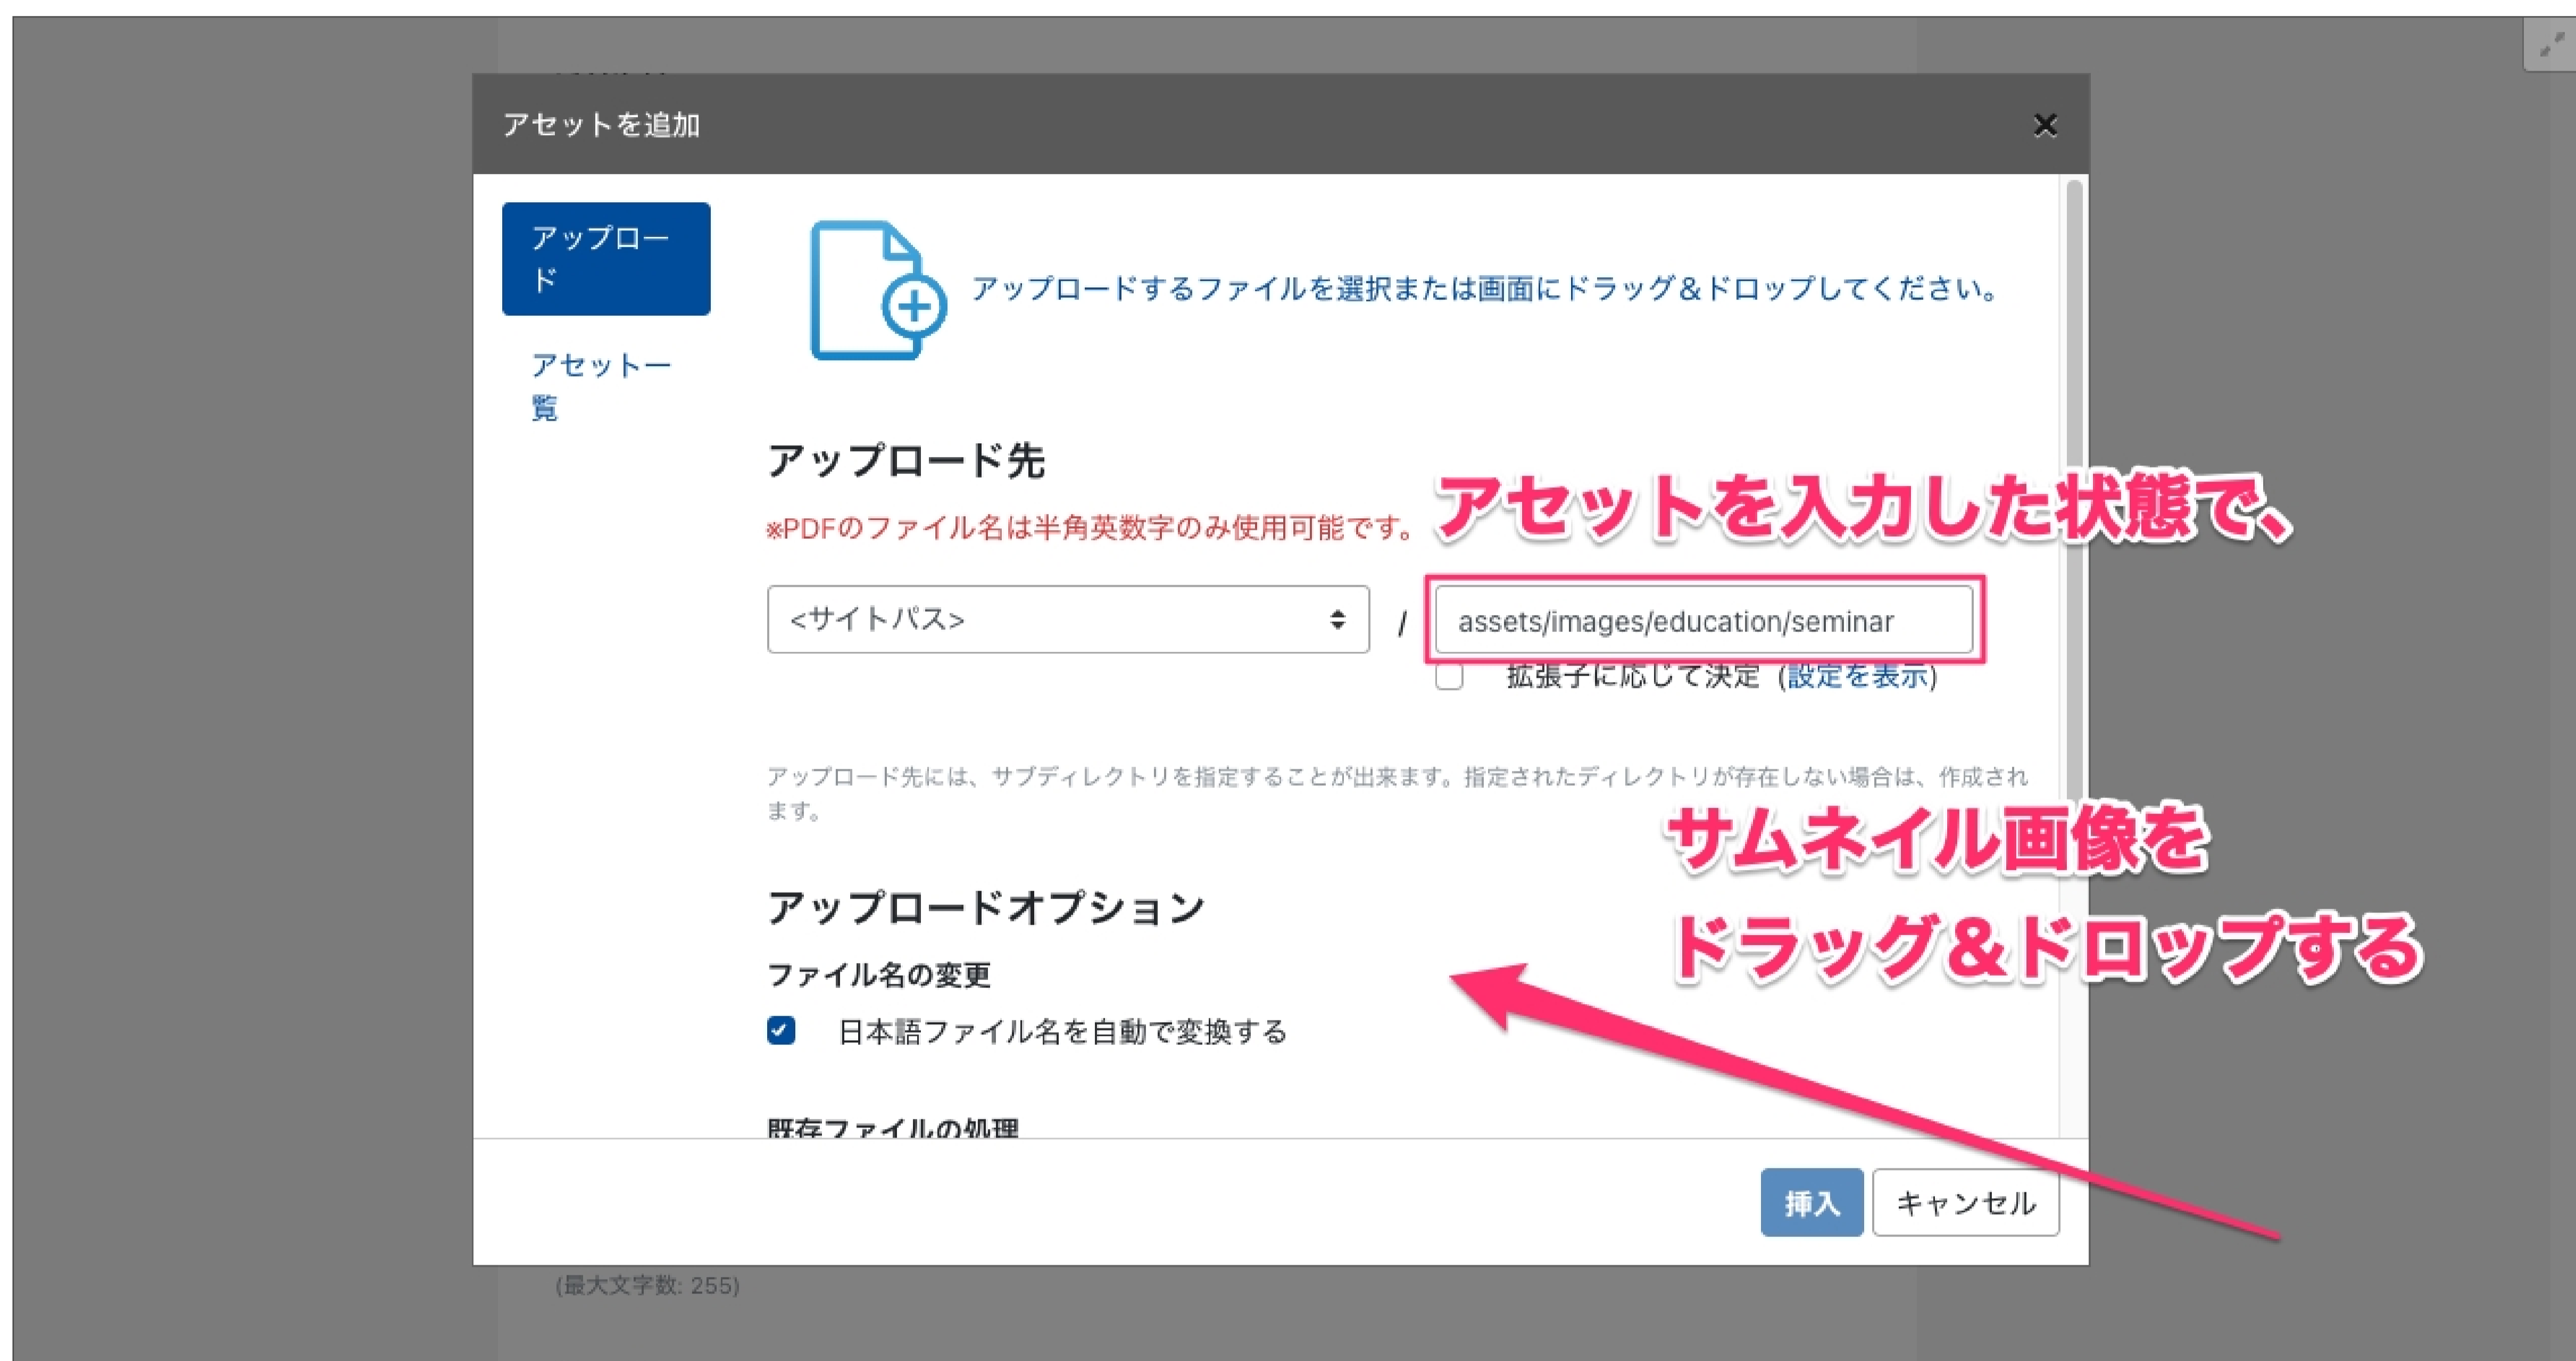 アセットを追加
アップロー
ド
アセット一
覧
アップロードするファイルを選択または画面にドラッグ＆ドロップしてください。
アップロード先
※PDFのファイル名は半角英数字のみ使用可能です。
アセットを入力した状態で、
<サイトパス>
/
assets/images/education/seminar
拡張子に応じて決定 (設定を表示)
アップロード先には、サブディレクトリを指定することが出来ます。指定されたディレクトリが存在しない場合は、作成され
ます。
サムネイル画像を
ドラッグ&ドロップする
アップロードオプション
ファイル名の変更
日本語ファイル名を自動で変換する
既存ファイルの処理
挿入
キャンセル
(最大文字数: 255)